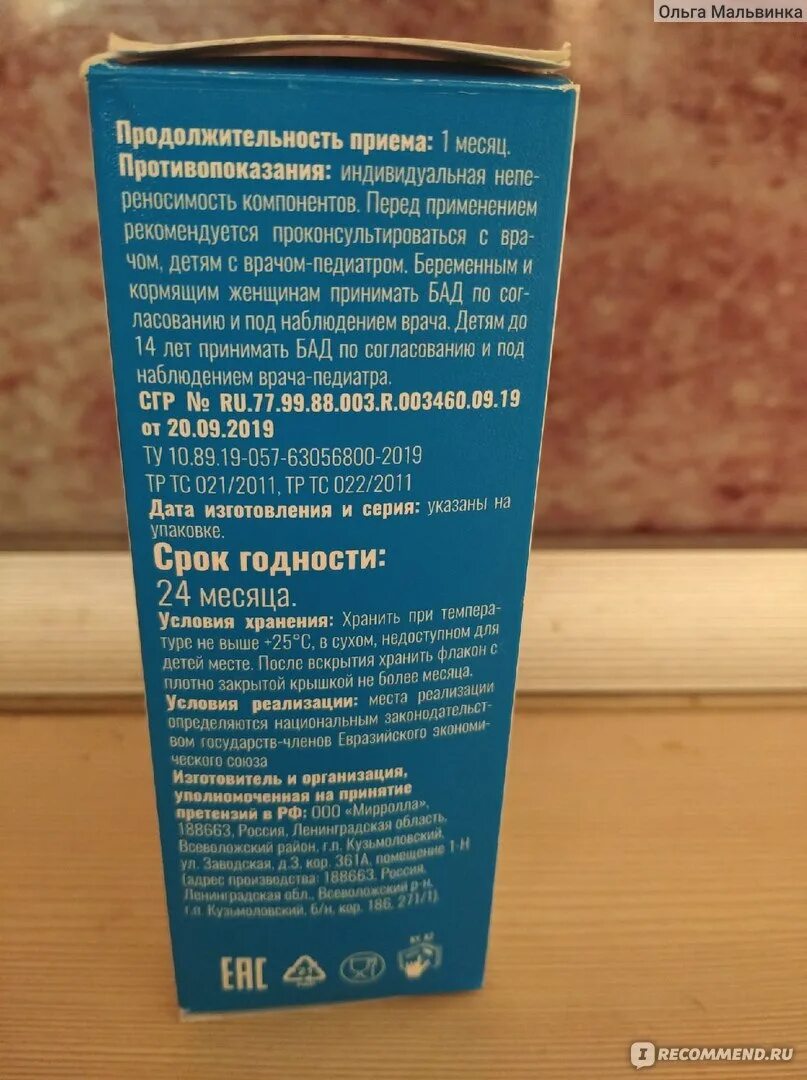 Ольга Мальвинка
Продолжительность приема: 1 месяц.
Противопоказания: индивидуальная непе-
реносимость компонентов. Перед применением
рекомендуется проконсультироваться с вра-
чом, детям с врачом-педиатром. Беременным и
кормящим женщинам принимать БАД по сог-
ласованию и под наблюдением врача. Детям до
14 лет принимать БАД по согласованию и под
наблюдением врача-педиатра.
СГР № RU.77.99.88.003.R.003460.09.19
от 20.09.2019
ТУ 10.89.19-057-63056800-2019
ТР ТС 021/2011, ТР ТС 022/2011
Дата изготовления и серия: указаны на
упаковке.
Срок годности:
24 месяца.
Условия хранения: Хранить при темпера-
туре не выше +25°С, в сухом, недоступном для
детей месте. После вскрытия хранить флакон с
плотно закрытой крышкой не более месяца.
Условия реализации: места реализации
определяются национальным законодательст-
вом государств-членов Евразийского экономи-
ческого союза
Изготовитель и организация,
уполномоченная на принятие
претензий в РФ: ООО «Мирролла»,
188663, Россия, Ленинградская область,
Всеволожский район, г.п. Кузьмоловский,
ул. Заводская, д.3, кор. 361А, помещение 1-Н
(адрес производства: 188663, Россия,
Ленинградская обл., Всеволожский р-н,
г.п. Кузьмоловский, б/н, кор. 186, 271/1)
ЕАС
21
IRECOMMEND.RU